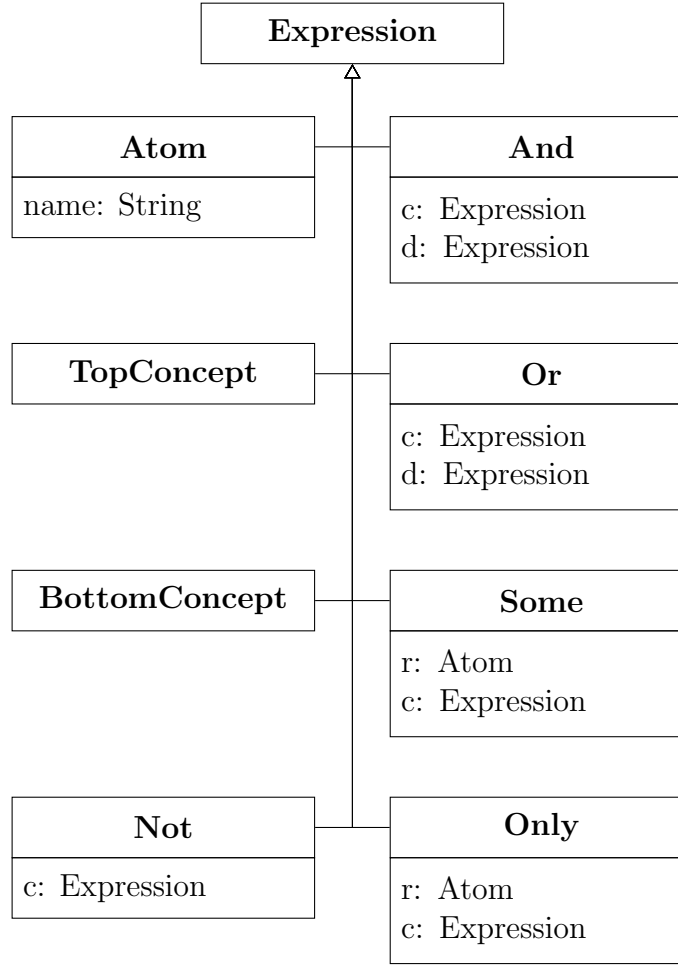 Expression
Atom
name: String
And
c: Expression
d: Expression
TopConcept
Or
c: Expression
d: Expression
BottomConcept
Some
r: Atom
c: Expression
Not
c: Expression
Only
r: Atom
c: Expression